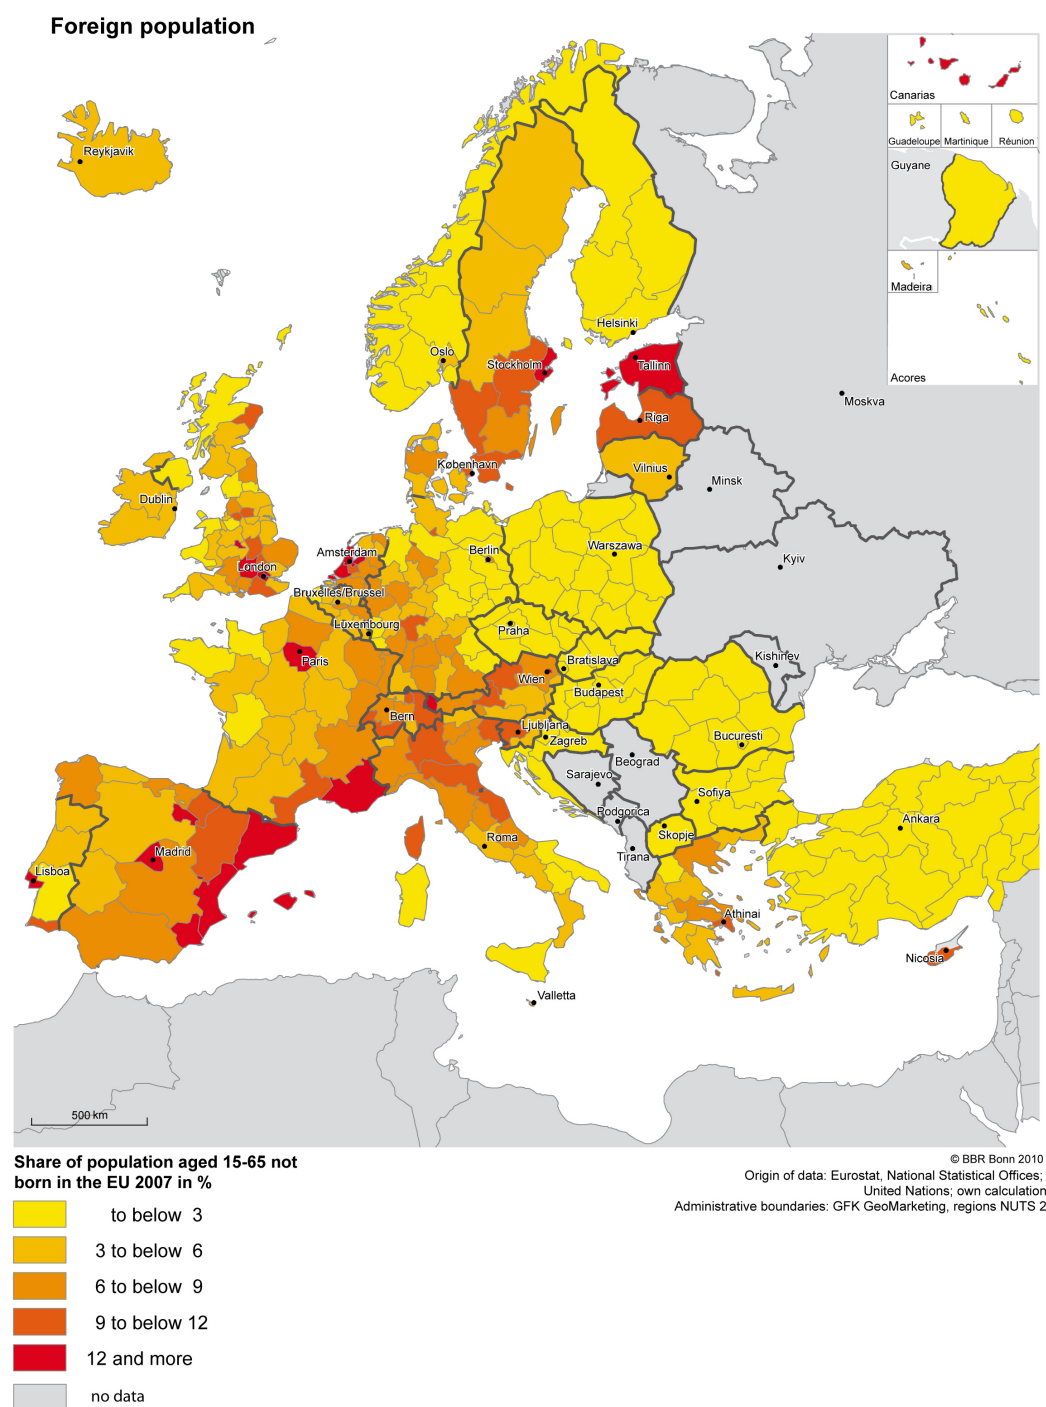 Foreign population
Canarias
Guadeloupe
Martinique
Réunion
Guyane
Madeira
Acores
Reykjavik
Oslo
Helsinki
Stockholm
Tallinn
Moskva
Riga
København
Vilnius
Minsk
Dublin
Amsterdam
Berlin
Warszawa
Kyiv
London
Bruxelles/Brussel
Luxembourg
Praha
Paris
Bratislava
Kishinev
Wien
Budapest
Bern
Ljubljana
Zagreb
Bucuresti
Beograd
Sarajevo
Sofiya
Podgorica
Skopje
Ankara
Roma
Tirana
Madrid
Lisboa
Athinai
Nicosia
Valletta
500 km
Share of population aged 15-65 not
born in the EU 2007 in %
to below 3
3 to below 6
6 to below 9
9 to below 12
12 and more
no data
© BBR Bonn 2010
Origin of data: Eurostat, National Statistical Offices;
United Nations; own calculation
Administrative boundaries: GFK GeoMarketing, regions NUTS 2